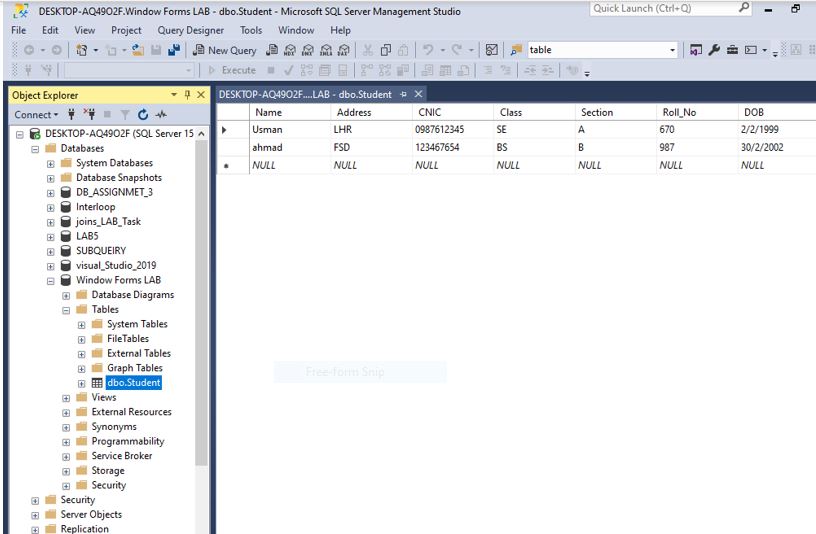 DESKTOP-AQ49O2F.Window Forms LAB - dbo.Student - Microsoft SQL Server Management Studio
Quick Launch (Ctrl+Q)
File Edit View Project Query Designer Tools Window Help
New Query MDX DMX XMLA DAX table
Execute
Object Explorer
DESKTOP-AQ49O2F....LAB - dbo.Student
Connect
DESKTOP-AQ49O2F (SQL Server 15
Databases
System Databases
Database Snapshots
DB_ASSIGNMET_3
Interloop
joins_LAB_Task
LAB5
SUBQUEIRY
visual_Studio_2019
Window Forms LAB
Database Diagrams
Tables
System Tables
FileTables
External Tables
Graph Tables
dbo.Student
Views
External Resources
Synonyms
Programmability
Service Broker
Storage
Security
Security
Server Objects
Replication
Name Address CNIC Class Section Roll_No DOB
Usman LHR 0987612345 SE A 670 2/2/1999
ahmad FSD 123467654 BS B 987 30/2/2002
NULL NULL NULL NULL NULL NULL NULL
Free-form Snip